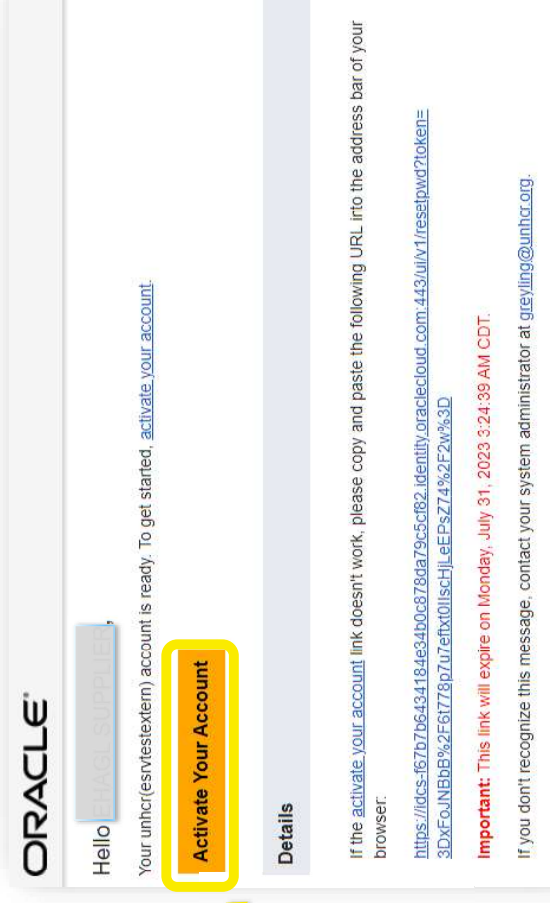 ORACLE
Hello EHAGL SUPPLIER,
Your unhcr(esrvtestextern) account is ready. To get started, activate your account.
Activate Your Account
Details
If the activate your account link doesn't work, please copy and paste the following URL into the address bar of your
browser:
https://idcs-f67b7b6434184e34b0c878da79c5cf82.identity.oraclecloud.com:443/ui/v1/resetpwd?token=
3DxFoJNBbB%2F6t778p7u7eftxt0IIscHjLeEPsZ74%2F2w%3D
Important: This link will expire on Monday, July 31, 2023 3:24:39 AM CDT.
If you don't recognize this message, contact your system administrator at greyling@unhcr.org.